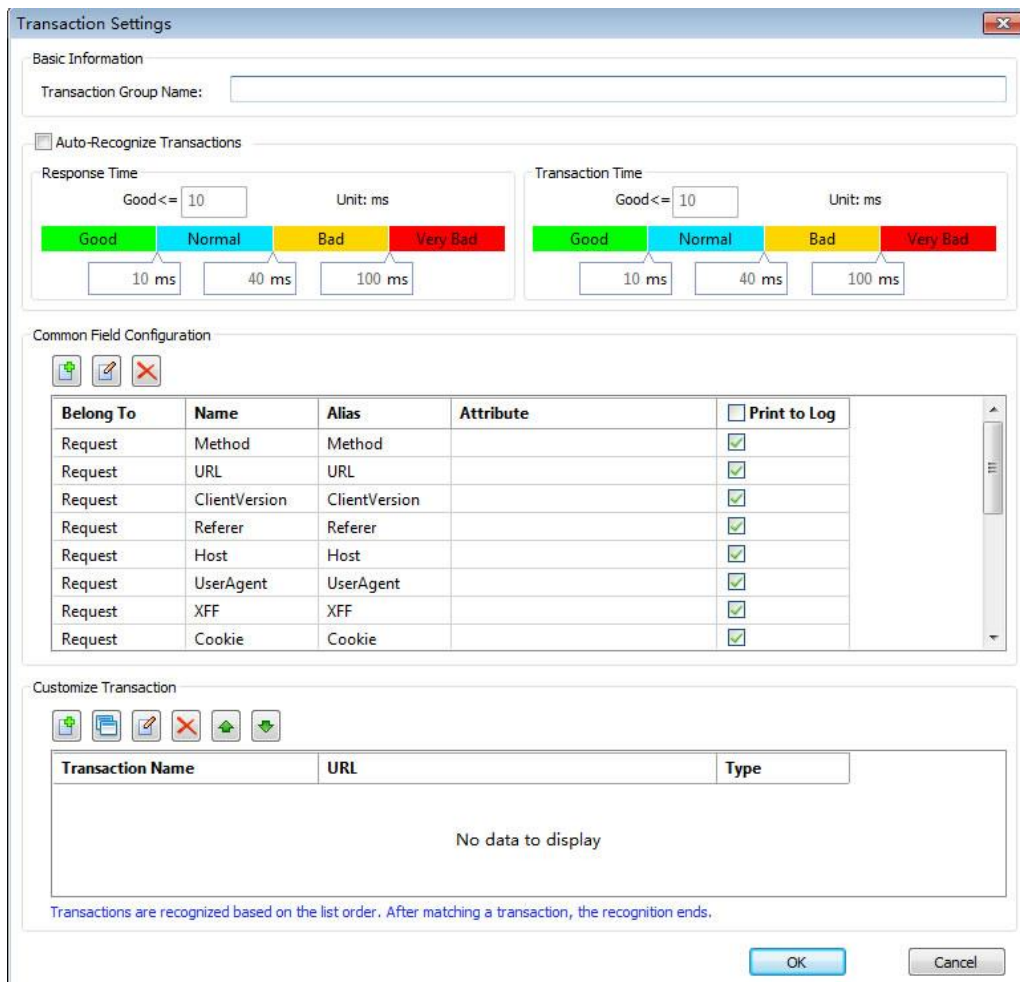 Transaction Settings
Basic Information
Transaction Group Name:
Auto-Recognize Transactions
Response Time
Good<= 10 Unit: ms
Good Normal Bad Very Bad
10 ms 40 ms 100 ms
Transaction Time
Good<= 10 Unit: ms
Good Normal Bad Very Bad
10 ms 40 ms 100 ms
Common Field Configuration
Belong To Name Alias Attribute Print to Log
Request Method Method
Request URL URL
Request ClientVersion ClientVersion
Request Referer Referer
Request Host Host
Request UserAgent UserAgent
Request XFF XFF
Request Cookie Cookie
Customize Transaction
Transaction Name URL Type
No data to display
Transactions are recognized based on the list order. After matching a transaction, the recognition ends.
OK Cancel